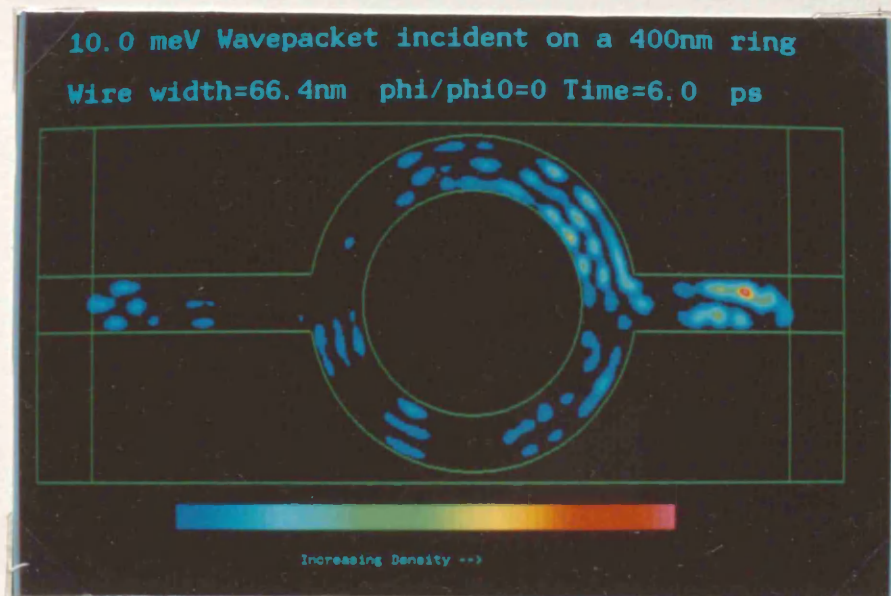 10.0 meV Wavepacket incident on a 400nm ring
Wire width=66.4nm phi/phi0=0 Time=6.0 ps
Increasing Density -->